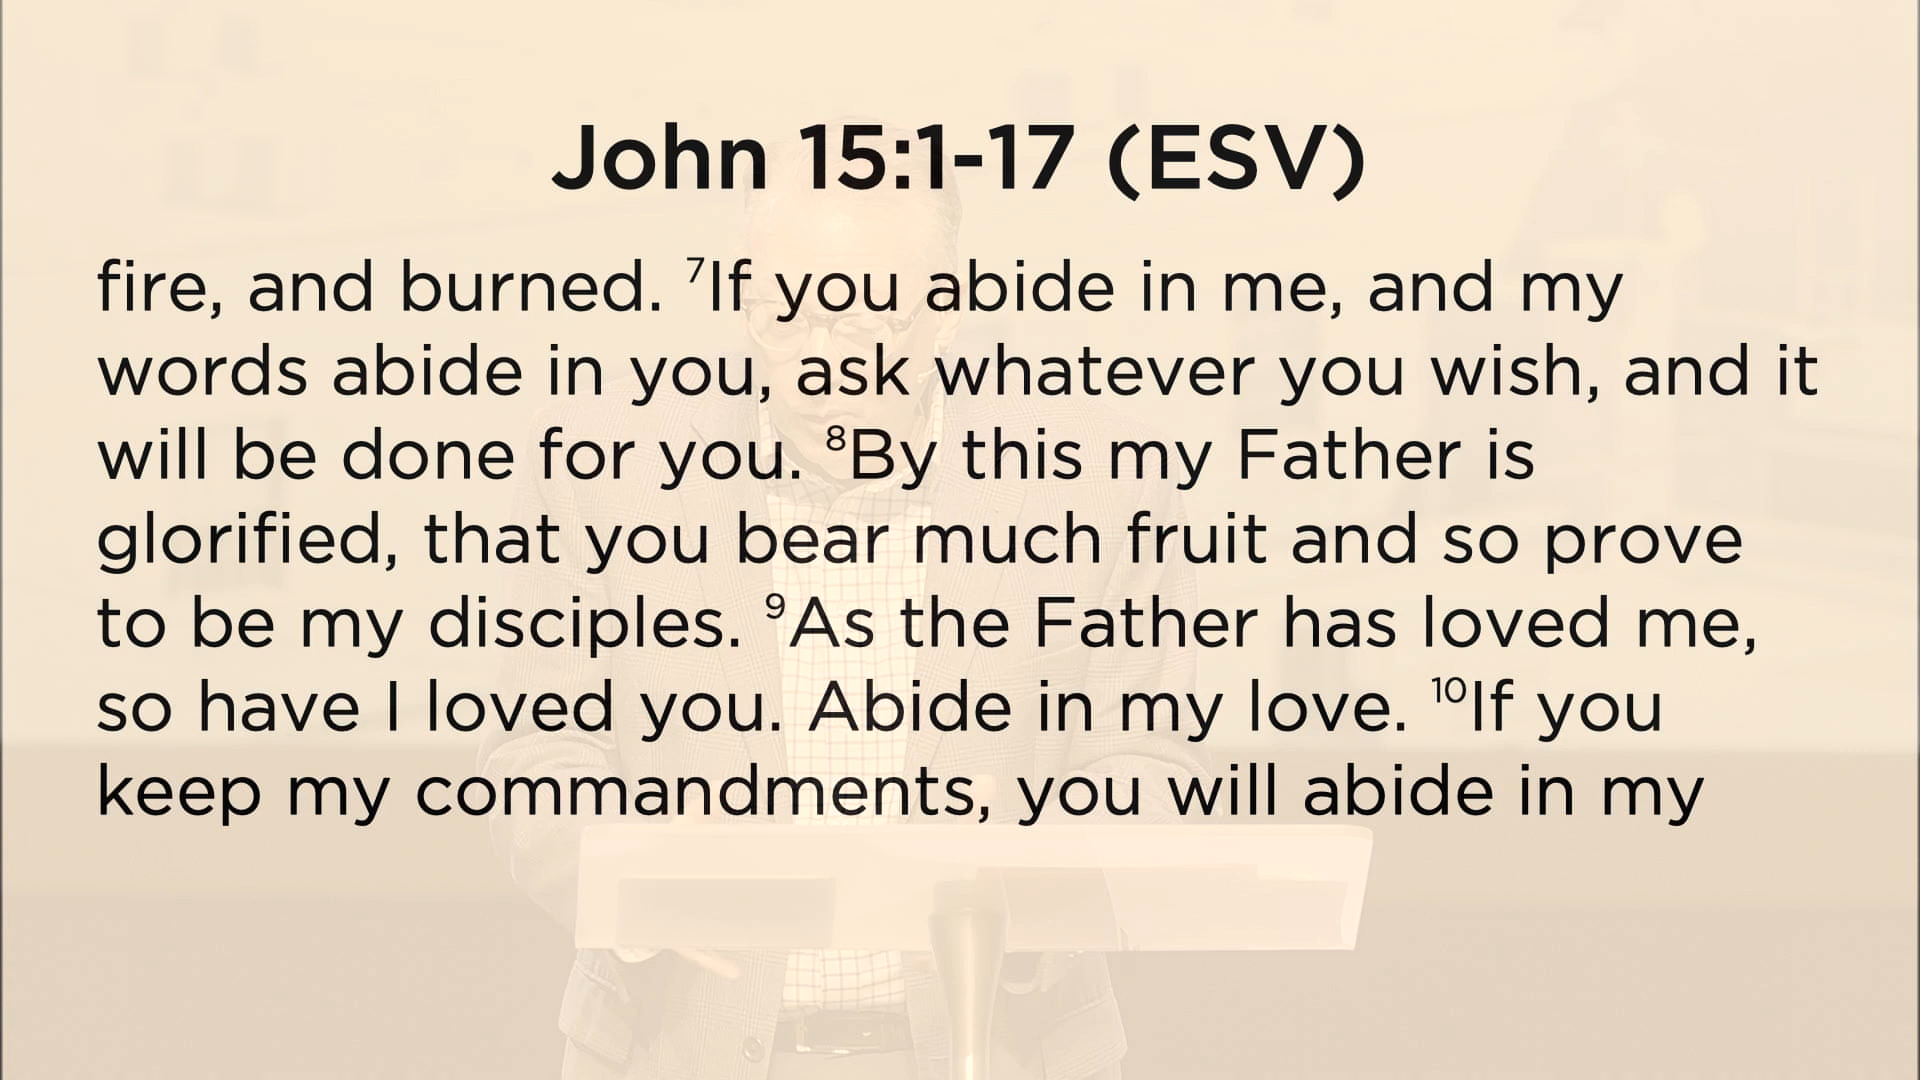 John 15:1-17 (ESV)
fire, and burned. ⁷If you abide in me, and my
words abide in you, ask whatever you wish, and it
will be done for you. ⁸By this my Father is
glorified, that you bear much fruit and so prove
to be my disciples. ⁹As the Father has loved me,
so have I loved you. Abide in my love. ¹⁰If you
keep my commandments, you will abide in my